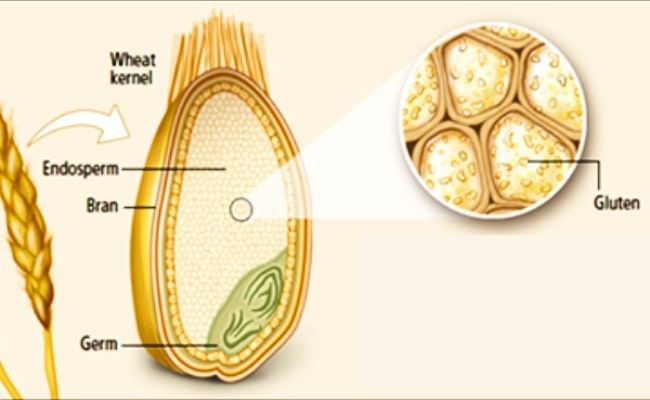 Wheat
kernel
Endosperm
Bran
Germ
Gluten